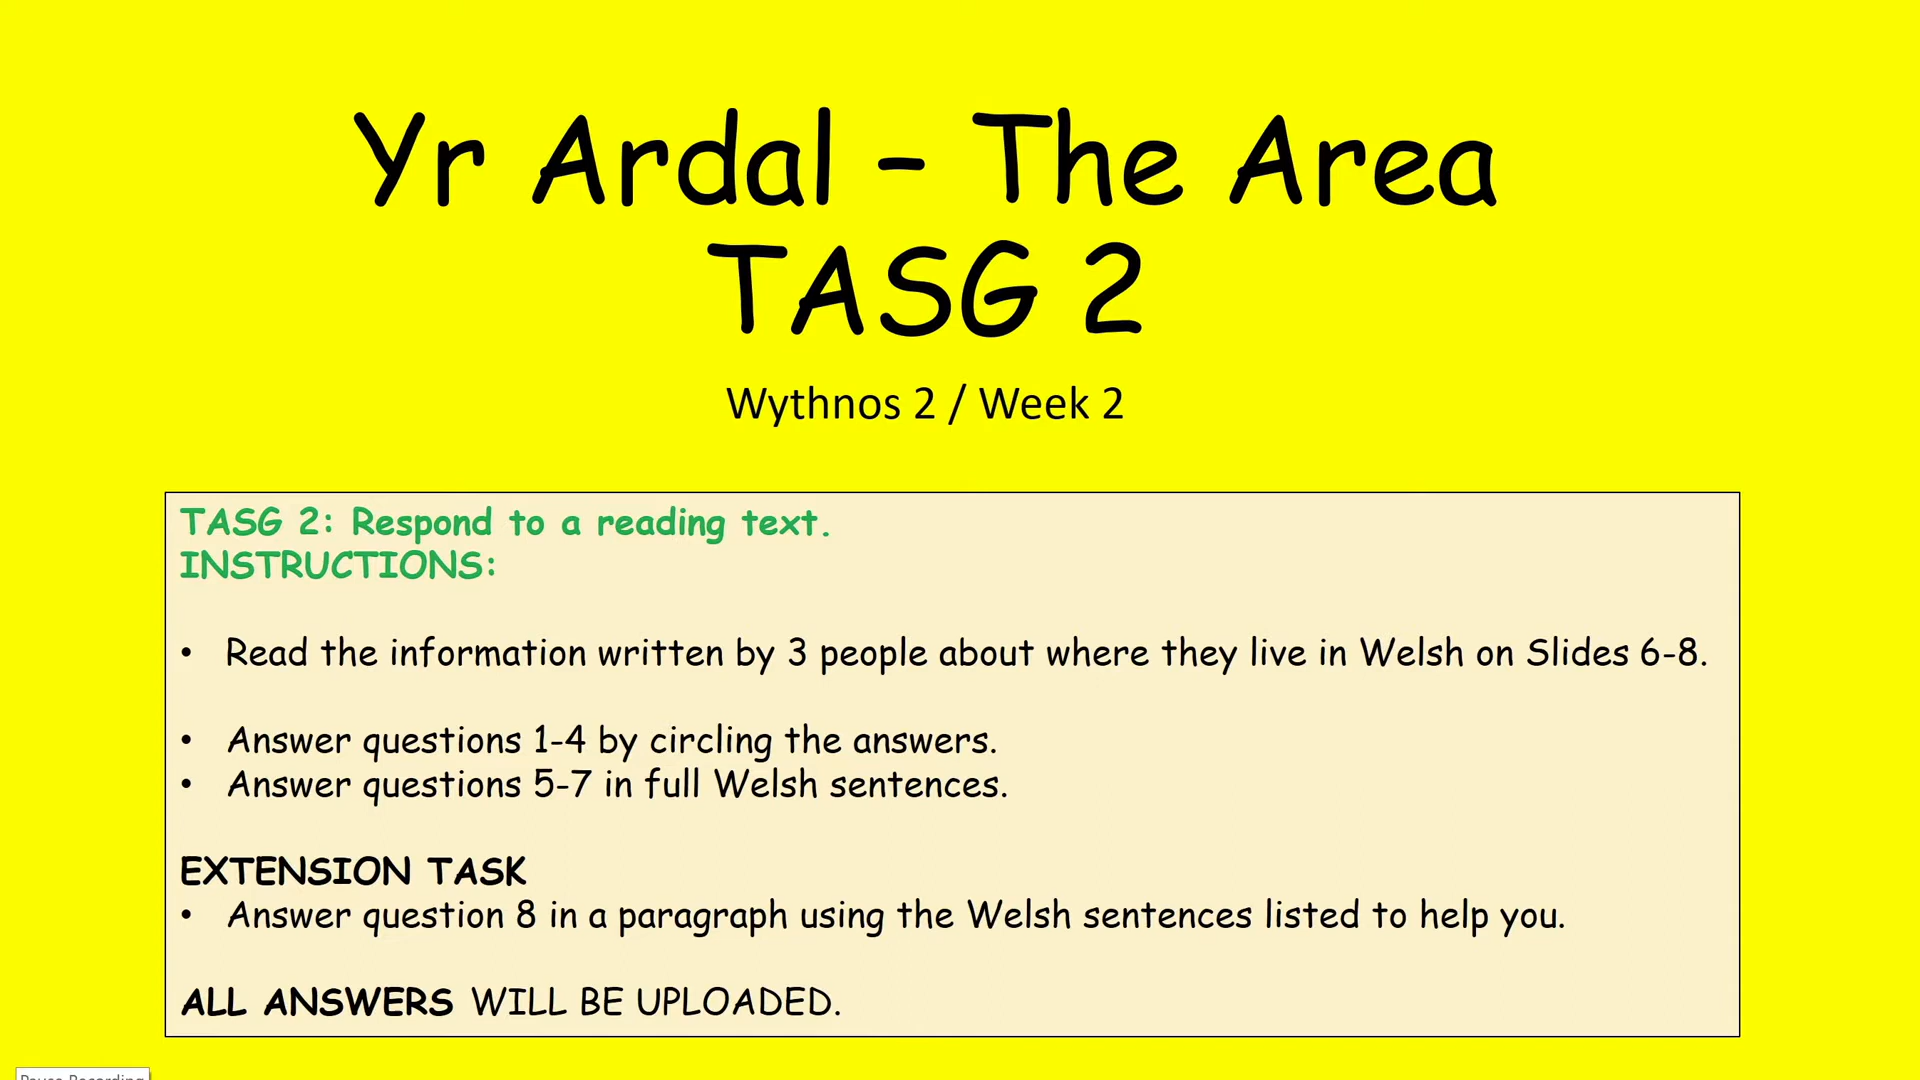 Yr Ardal – The Area
TASG 2
Wythnos 2 / Week 2
TASG 2: Respond to a reading text.
INSTRUCTIONS:
• Read the information written by 3 people about where they live in Welsh on Slides 6-8.
• Answer questions 1-4 by circling the answers.
• Answer questions 5-7 in full Welsh sentences.
EXTENSION TASK
• Answer question 8 in a paragraph using the Welsh sentences listed to help you.
ALL ANSWERS WILL BE UPLOADED.
Pause Recording